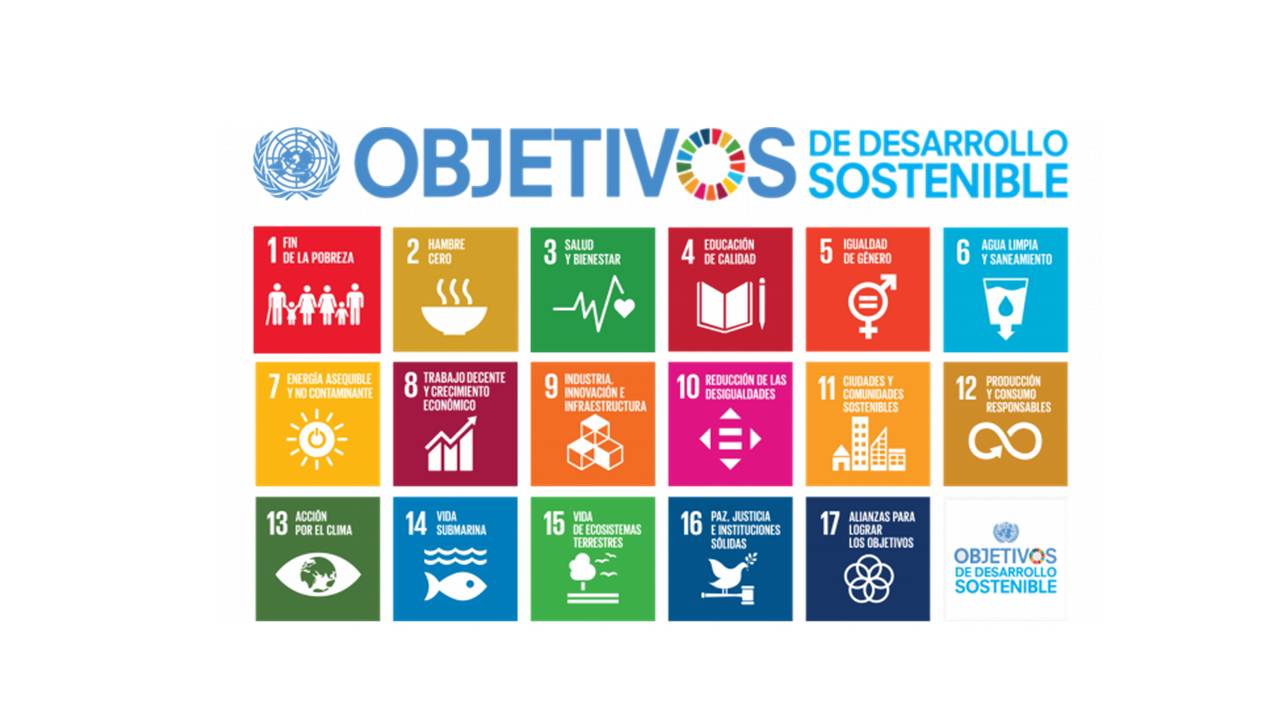 OBJETIVOS
DE DESARROLLO
SOSTENIBLE
1 FIN
DE LA POBREZA
2 HAMBRE
CERO
3 SALUD
Y BIENESTAR
4 EDUCACIÓN
DE CALIDAD
5 IGUALDAD
DE GÉNERO
6 AGUA LIMPIA
Y SANEAMIENTO
7 ENERGÍA ASEQUIBLE
Y NO CONTAMINANTE
8 TRABAJO DECENTE
Y CRECIMIENTO
ECONÓMICO
9 INDUSTRIA,
INNOVACIÓN E
INFRAESTRUCTURA
10 REDUCCIÓN DE LAS
DESIGUALDADES
11 CIUDADES Y
COMUNIDADES
SOSTENIBLES
12 PRODUCCIÓN
Y CONSUMO
RESPONSABLES
13 ACCIÓN
POR EL CLIMA
14 VIDA
SUBMARINA
15 VIDA
DE ECOSISTEMAS
TERRESTRES
16 PAZ, JUSTICIA
E INSTITUCIONES
SÓLIDAS
17 ALIANZAS PARA
LOGRAR
LOS OBJETIVOS
OBJETIVOS
DE DESARROLLO
SOSTENIBLE